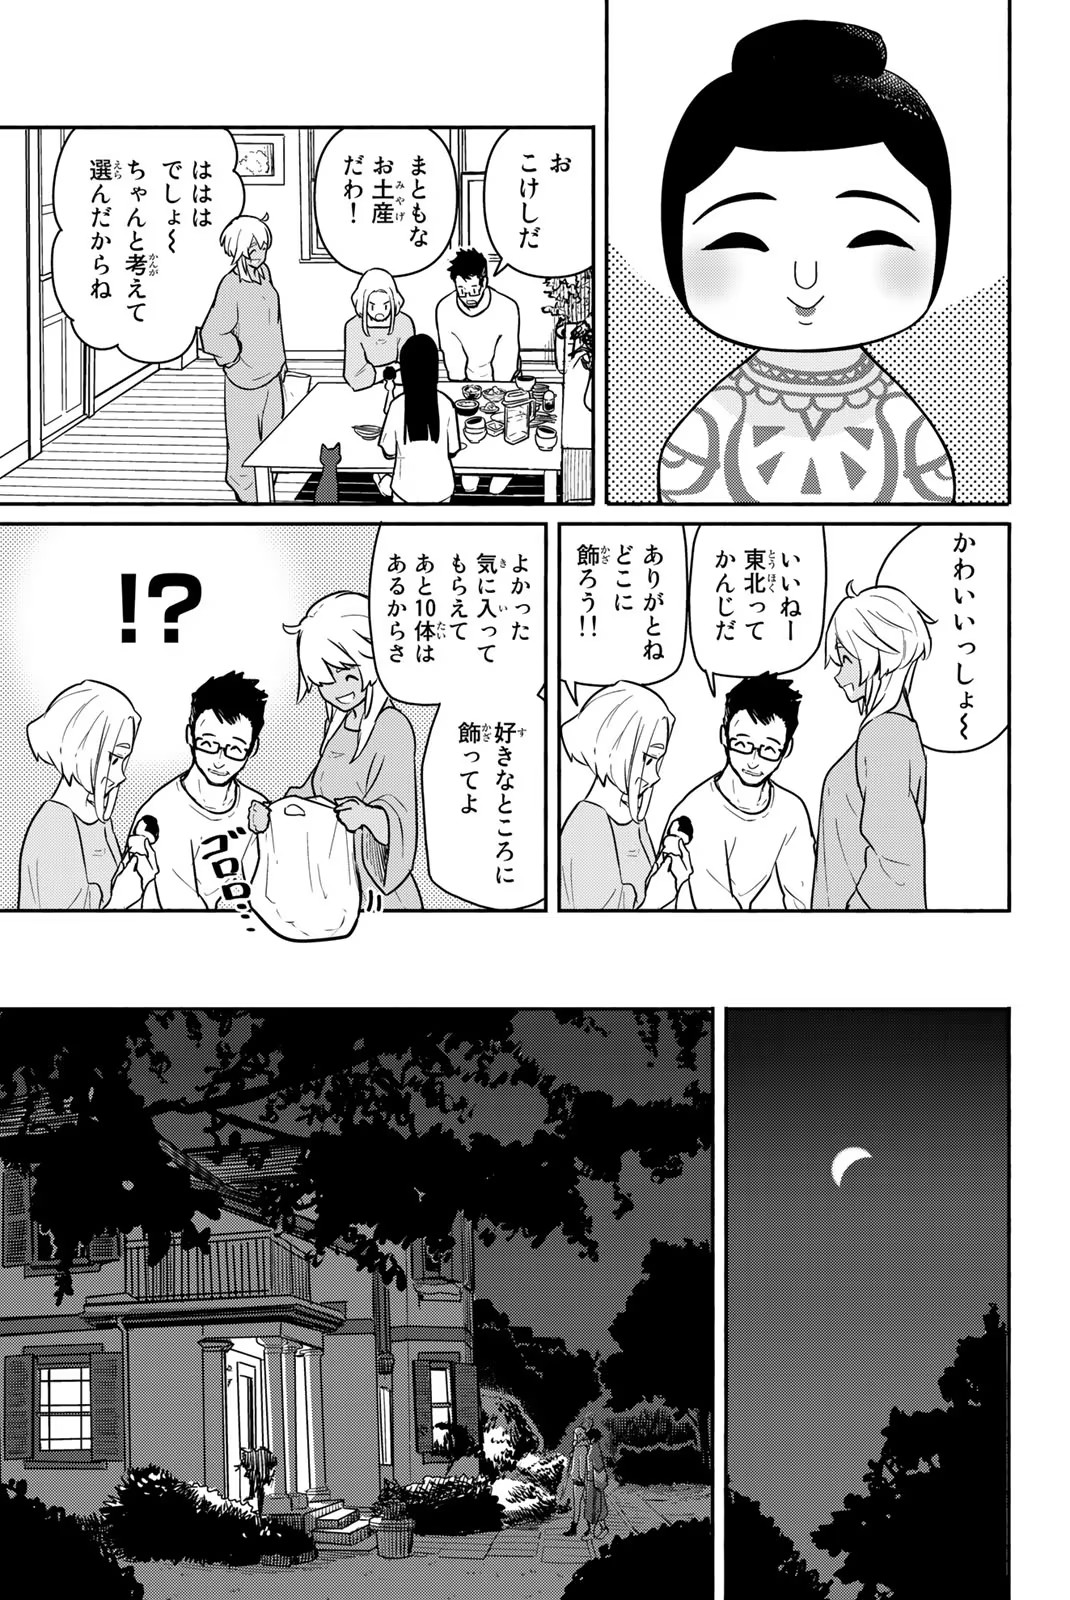 お
こけしだ
まともな
お土産
だわ！
ははは
でしょ〜
ちゃんと考えて
選んだからね
かわいいっしょ〜
いいねー
東北って
かんじだ
ありがとね
どこに
飾ろう!!
よかった
気に入って
もらえて
あと10体は
あるからさ
好きなところに
飾ってよ
!?
ゴロロロ…